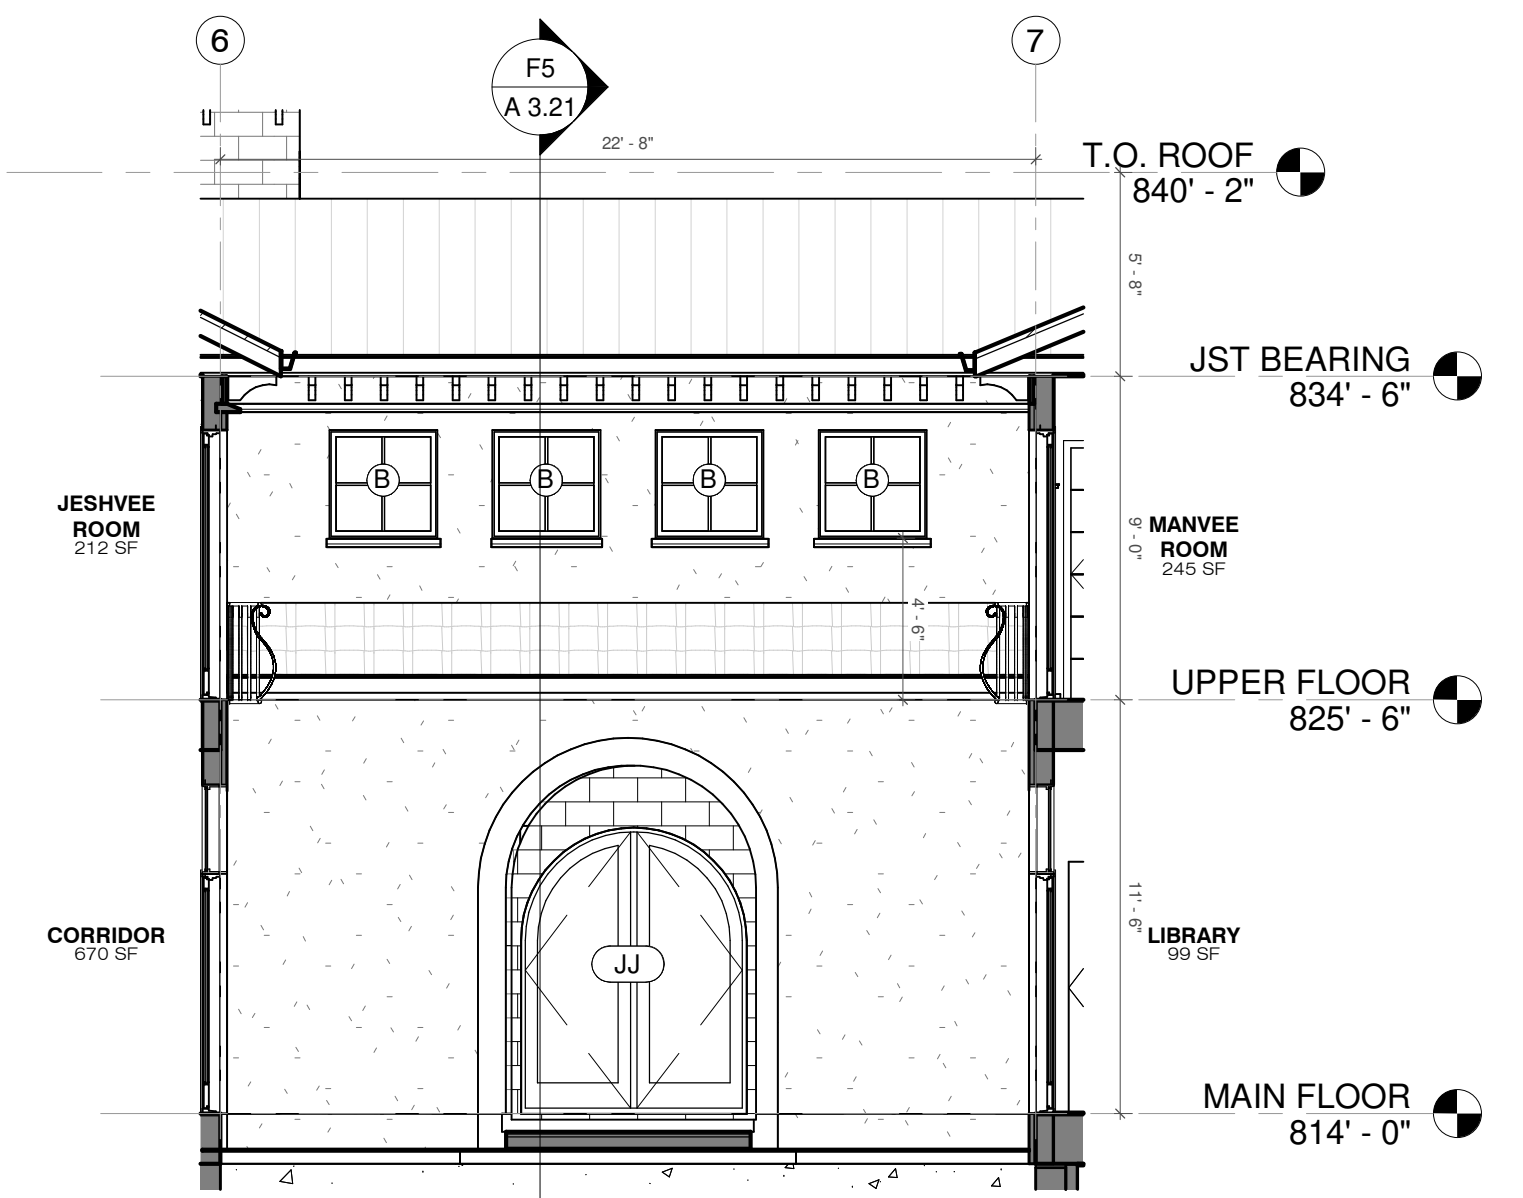 6
7
F5
A 3.21
22' - 8"
T.O. ROOF
840' - 2"
5' - 8"
JST BEARING
834' - 6"
B
B
B
B
JESHVEE
ROOM
212 SF
9' - 0"
MANVEE
ROOM
245 SF
4' - 6"
UPPER FLOOR
825' - 6"
11' - 6"
CORRIDOR
670 SF
LIBRARY
99 SF
JJ
MAIN FLOOR
814' - 0"